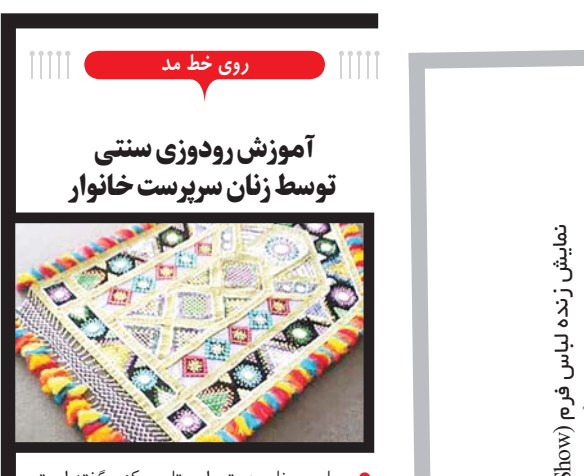 روی خط مد
آموزش رودوزی سنتی
توسط زنان سرپرست خانوار
نمایش زنده لباس فرم (Show